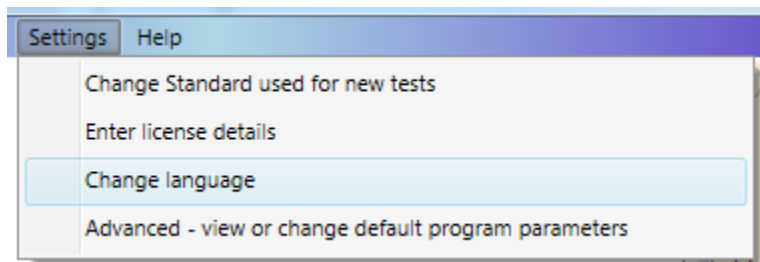 Settings Help
Change Standard used for new tests
Enter license details
Change language
Advanced - view or change default program parameters